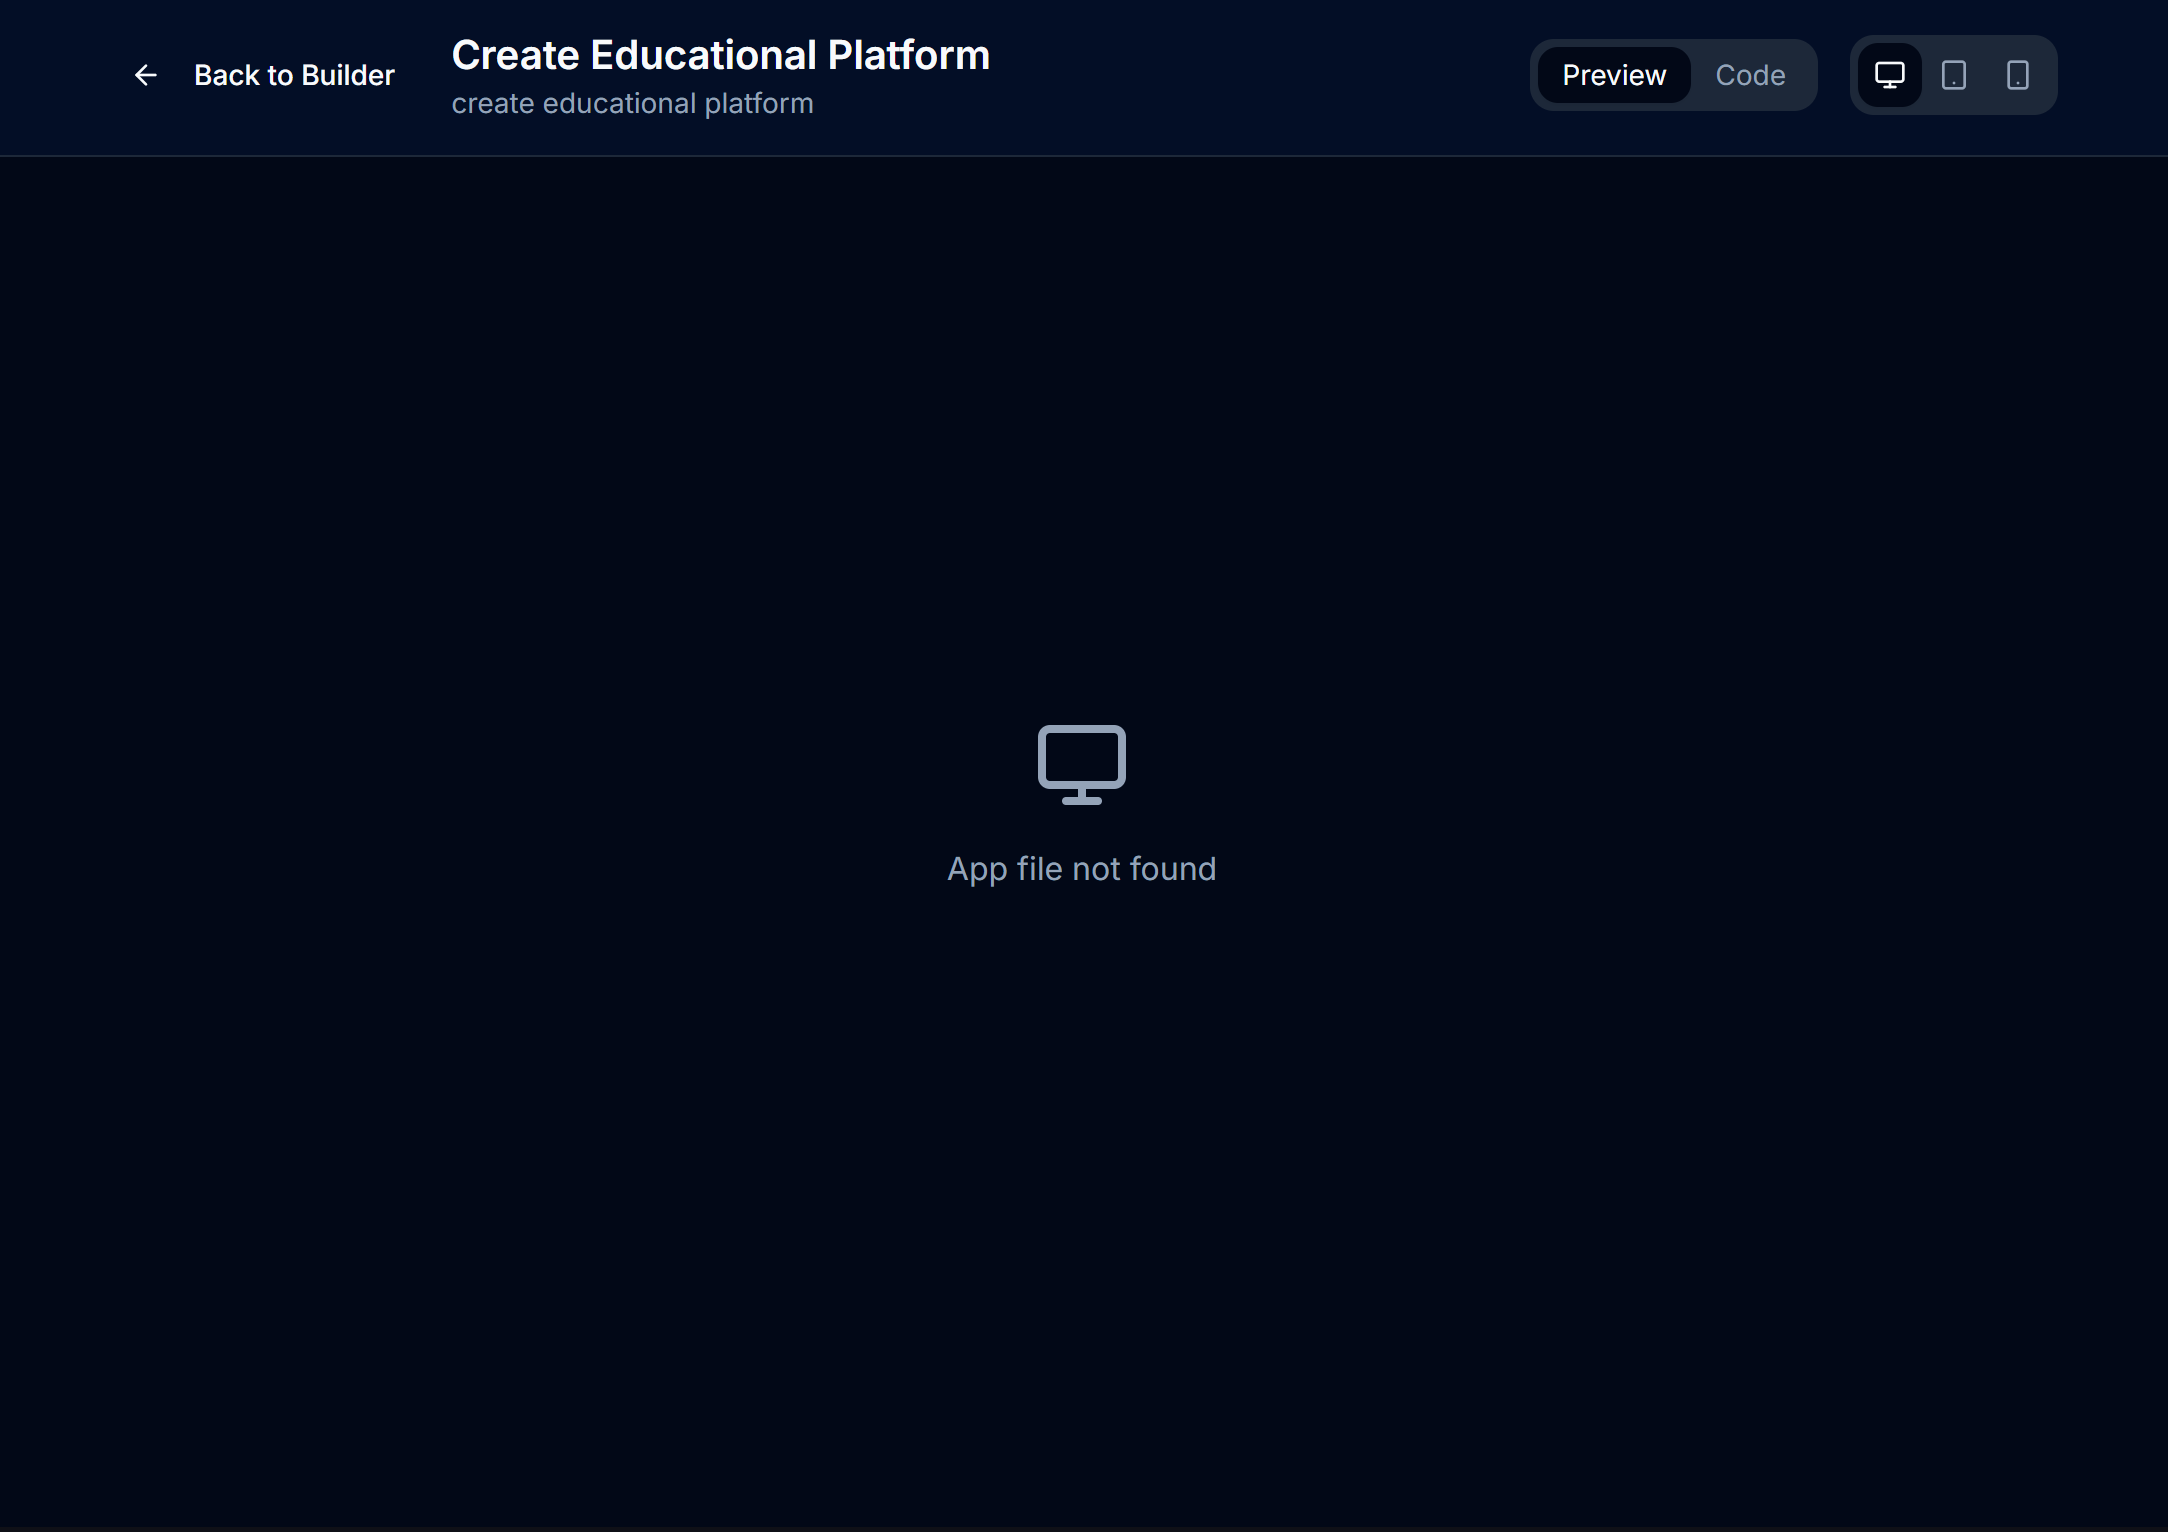 Back to Builder
Create Educational Platform
create educational platform
Preview
Code
App file not found